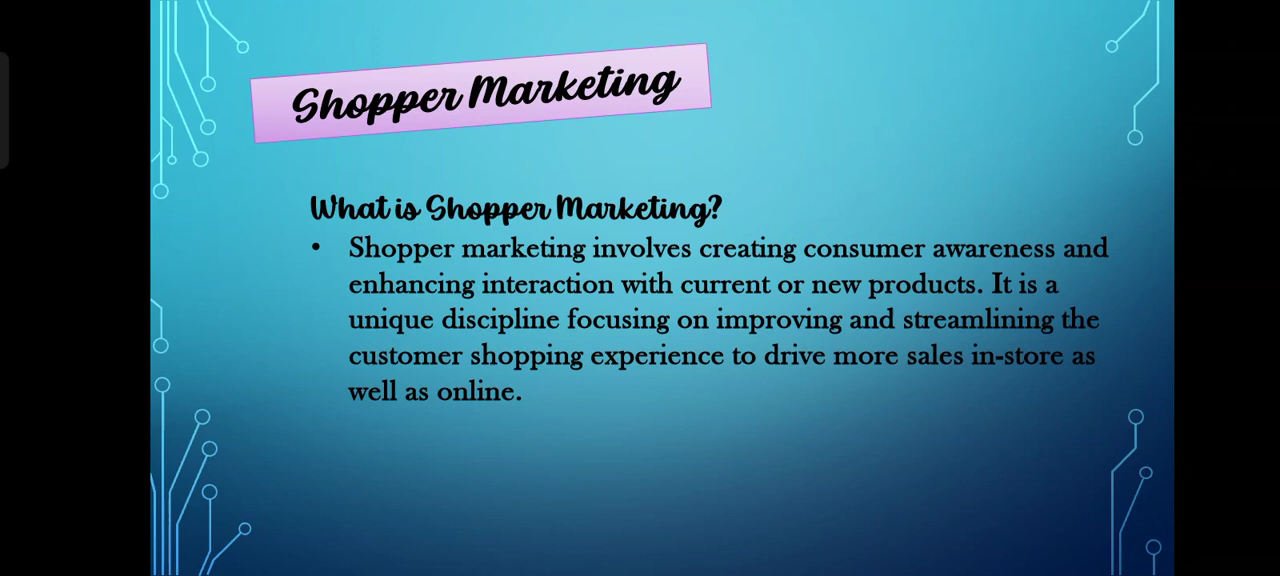 Shopper Marketing
What is Shopper Marketing?
• Shopper marketing involves creating consumer awareness and
enhancing interaction with current or new products. It is a
unique discipline focusing on improving and streamlining the
customer shopping experience to drive more sales in-store as
well as online.